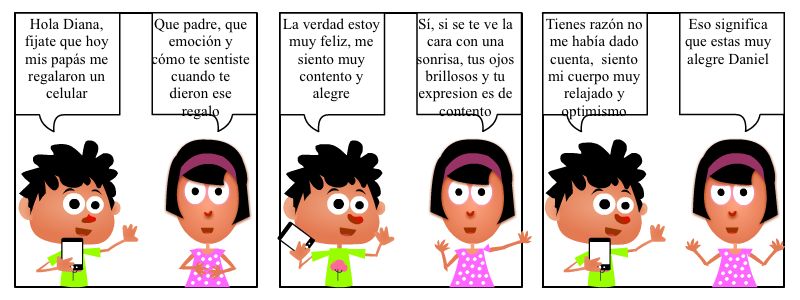 Hola Diana,
fijate que hoy
mis papás me
regalaron un
celular
Que padre, que
emoción y
cómo te sentiste
cuando te
dieron ese
regalo
La verdad estoy
muy feliz, me
siento muy
contento y
alegre
Sí, si se te ve la
cara con una
sonrisa, tus ojos
brillosos y tu
expresion es de
contento
Tienes razón no
me había dado
cuenta,  siento
mi cuerpo muy
relajado y
optimismo
Eso significa
que estas muy
alegre Daniel